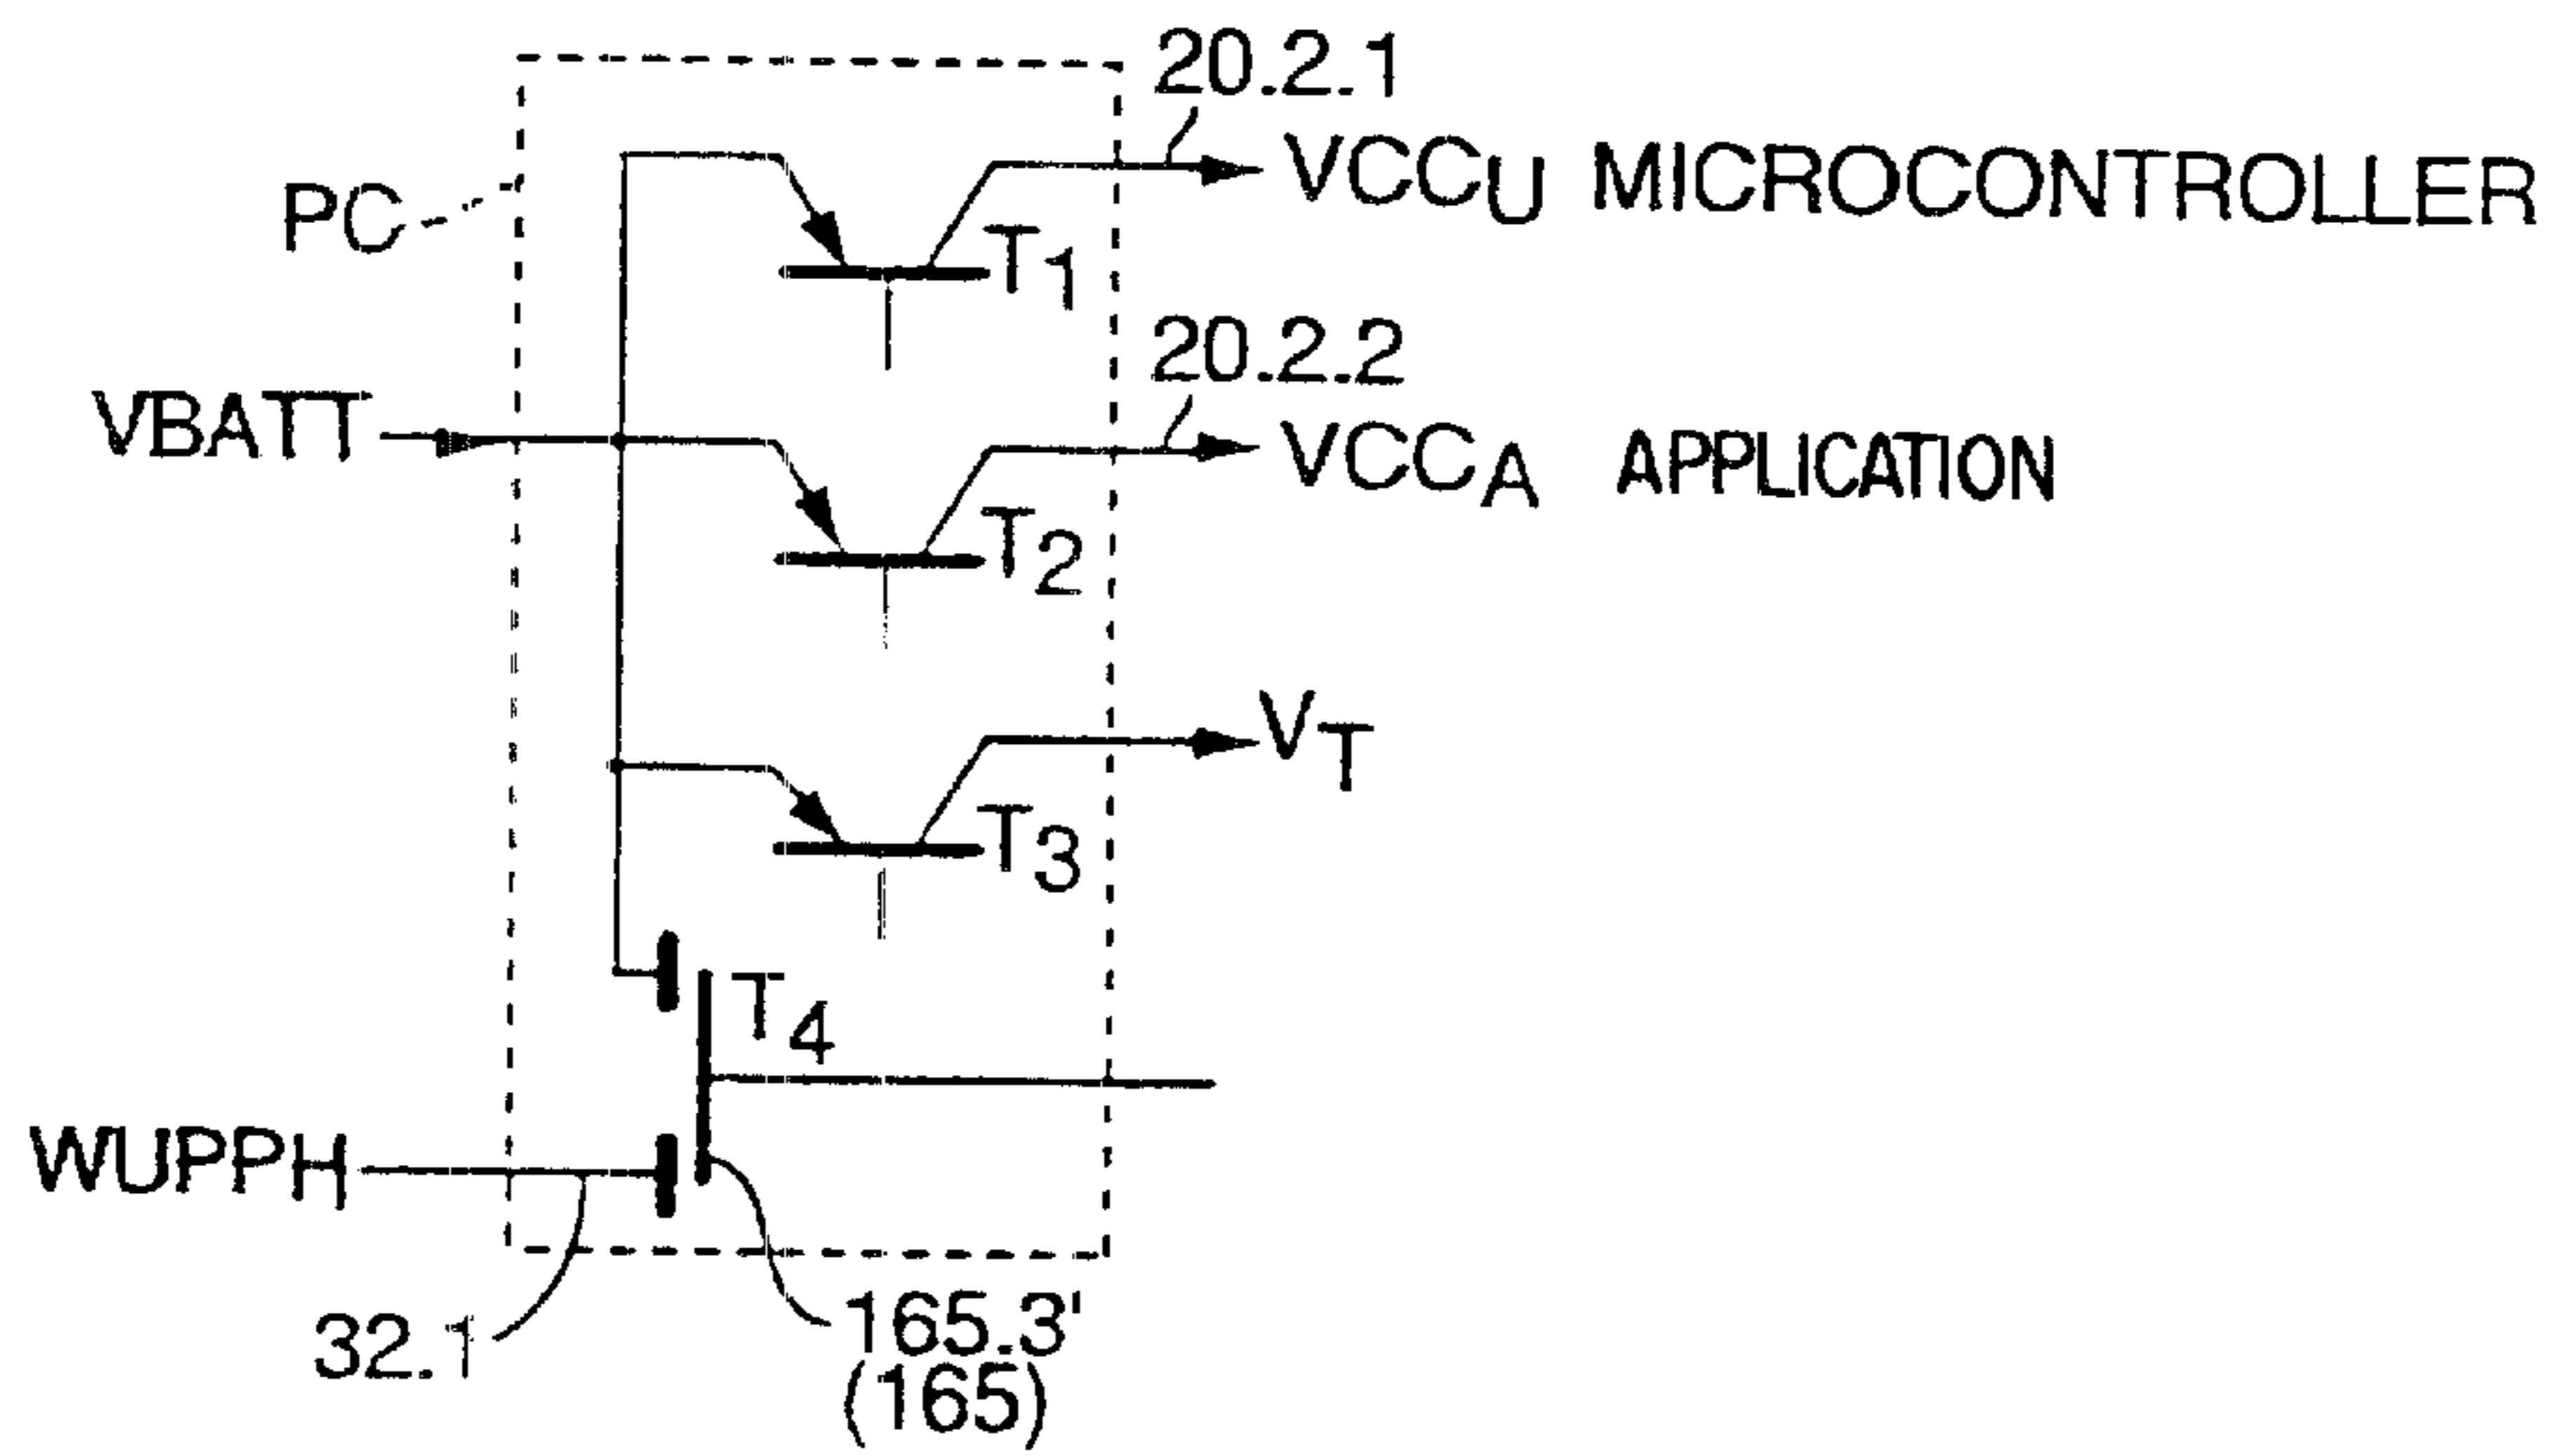 20.2.1
PC
VCCU MICROCONTROLLER
T1
20.2.2
VBATT
VCCA APPLICATION
T2
VT
T3
T4
WUPPH
32.1
165.3'
(165)